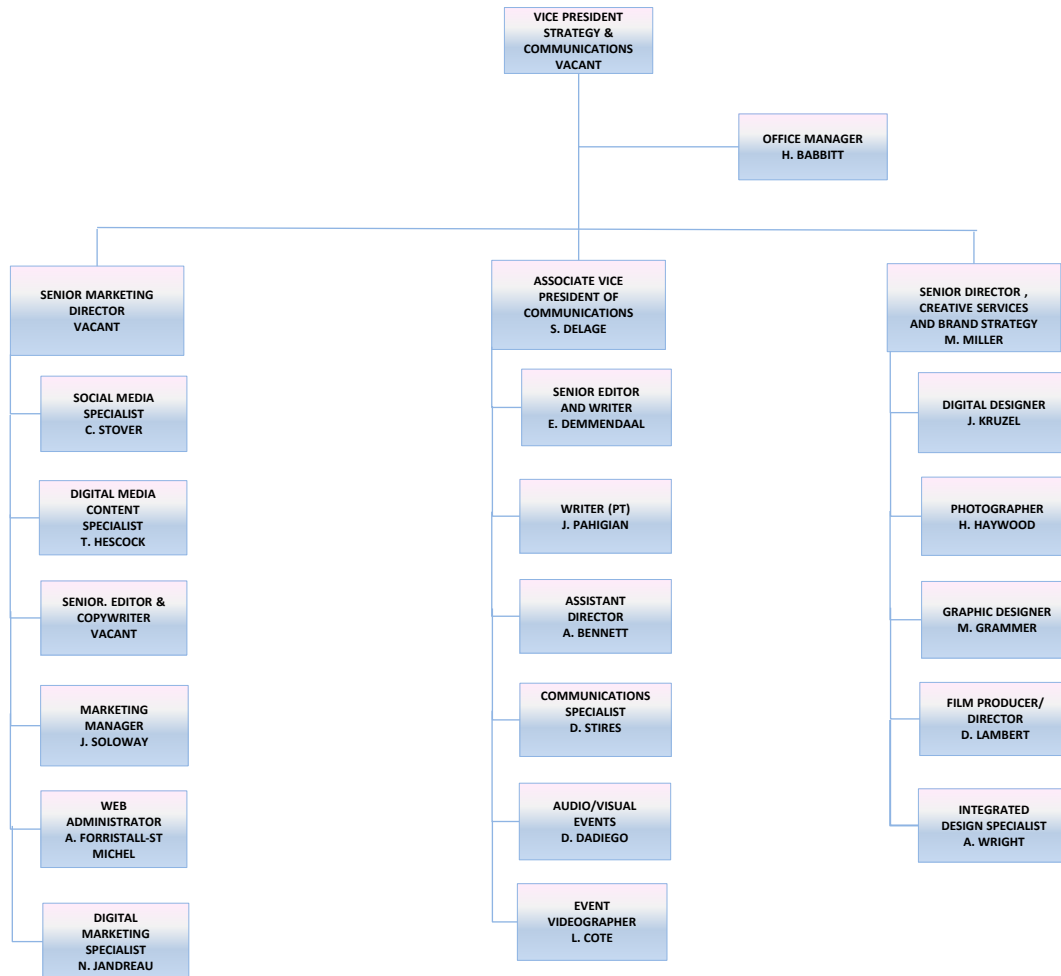 VICE PRESIDENT
STRATEGY &
COMMUNICATIONS
VACANT
OFFICE MANAGER
H. BABBITT
SENIOR MARKETING
DIRECTOR
VACANT
SOCIAL MEDIA
SPECIALIST
C. STOVER
DIGITAL MEDIA
CONTENT
SPECIALIST
T. HESCOCK
SENIOR. EDITOR &
COPYWRITER
VACANT
MARKETING
MANAGER
J. SOLOWAY
WEB
ADMINISTRATOR
A. FORRISTALL-ST
MICHEL
DIGITAL
MARKETING
SPECIALIST
N. JANDREAU
ASSOCIATE VICE
PRESIDENT OF
COMMUNICATIONS
S. DELAGE
SENIOR EDITOR
AND WRITER
E. DEMMENDAAL
WRITER (PT)
J. PAHIGIAN
ASSISTANT
DIRECTOR
A. BENNETT
COMMUNICATIONS
SPECIALIST
D. STIRES
AUDIO/VISUAL
EVENTS
D. DADIEGO
EVENT
VIDEOGRAPHER
L. COTE
SENIOR DIRECTOR ,
CREATIVE SERVICES
AND BRAND STRATEGY
M. MILLER
DIGITAL DESIGNER
J. KRUZEL
PHOTOGRAPHER
H. HAYWOOD
GRAPHIC DESIGNER
M. GRAMMER
FILM PRODUCER/
DIRECTOR
D. LAMBERT
INTEGRATED
DESIGN SPECIALIST
A. WRIGHT